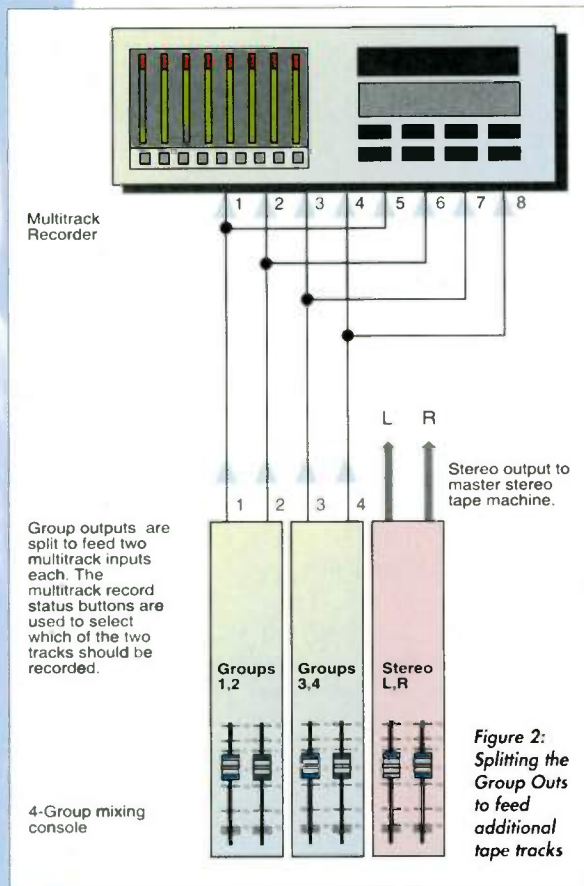 1 2 3 4 5 6 7 8
Multitrack
Recorder
L R
Stereo output to
master stereo
tape machine.
1 2 3 4
Group outputs are
split to feed two
multitrack inputs
each. The
multitrack record
status buttons are
used to select
which of the two
tracks should be
recorded.
Groups
1,2
Groups
3,4
Stereo
L,R
4-Group mixing
console
Figure 2:
Splitting the
Group Outs
to feed
additional
tape tracks